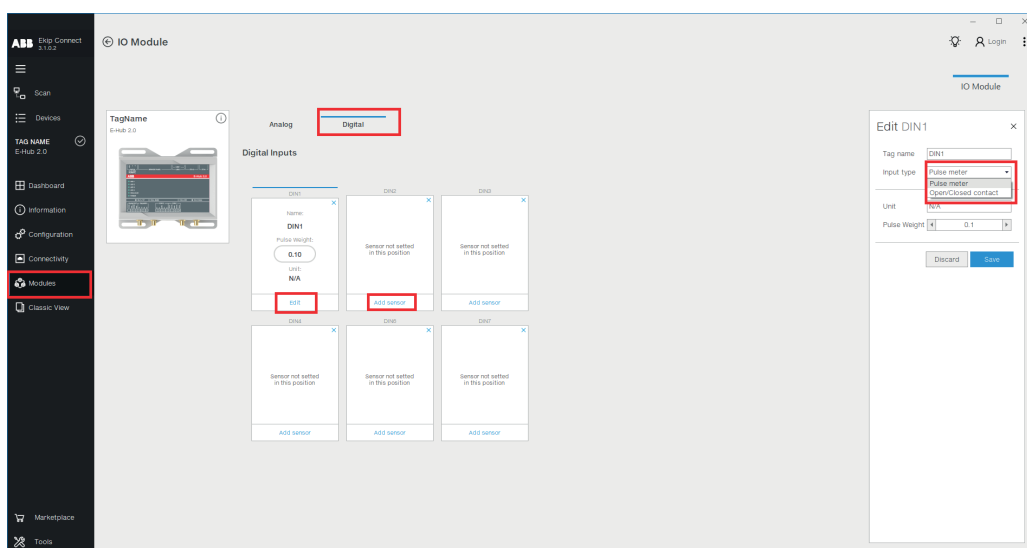 ABB
Ekip Connect
3.1.0.2
IO Module
Login
Scan
IO Module
Devices
TagName
E-Hub 2.0
Analog
Digital
Edit DIN1
TAG NAME
E-Hub 2.0
Digital Inputs
Tag name
DIN1
Input type
Pulse meter
Pulse meter
Open/Closed contact
Unit
N/A
Pulse Weight
0.1
Discard
Save
Dashboard
Information
Configuration
Connectivity
Modules
Classic View
DIN1
Name:
DIN1
Pulse Weight:
0.10
Unit:
N/A
Edit
DIN2
Sensor not setted
in this position
Add sensor
DIN3
Sensor not setted
in this position
Add sensor
DIN4
Sensor not setted
in this position
Add sensor
Sensor not setted
in this position
Add sensor
DIN7
Sensor not setted
in this position
Add sensor
Marketplace
Tools